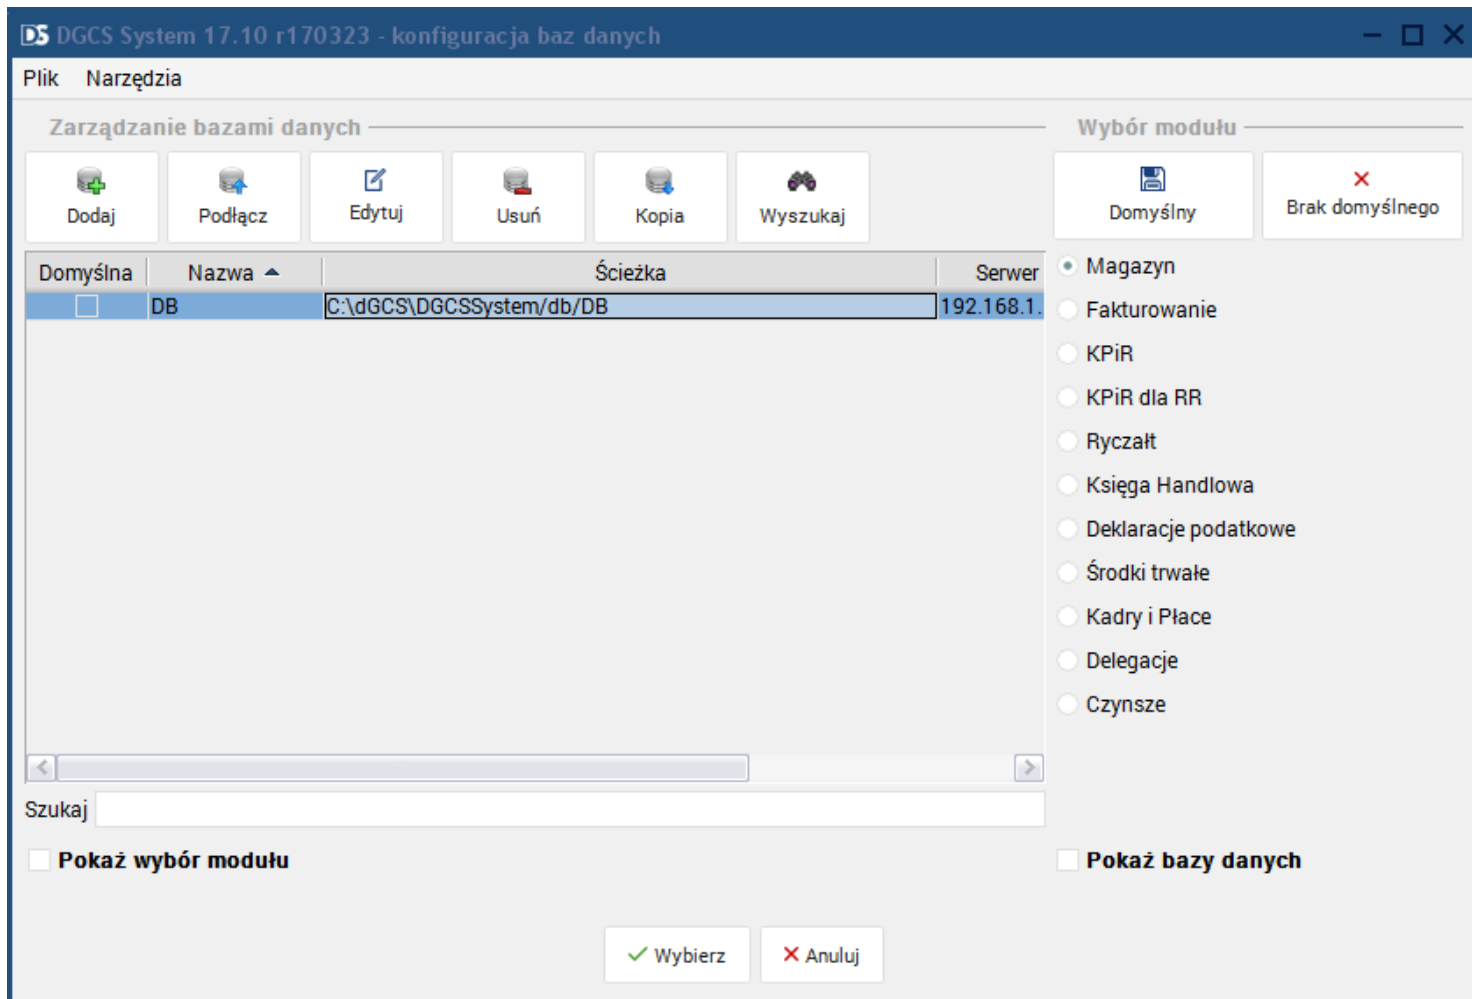 DS DGCS System 17.10 r170323 - konfiguracja baz danych
Plik Narzędzia
Zarządzanie bazami danych
Wybór modułu
Dodaj Podłącz Edytuj Usuń Kopia Wyszukaj
Domyślny Brak domyślnego
Domyślna Nazwa Ścieżka Serwer
DB C:\dGCS\DGCSSystem/db/DB 192.168.1.
Magazyn
Fakturowanie
KPiR
KPiR dla RR
Ryczałt
Księga Handlowa
Deklaracje podatkowe
Środki trwałe
Kadry i Płace
Delegacje
Czynsze
Szukaj
Pokaż wybór modułu
Pokaż bazy danych
Wybierz Anuluj